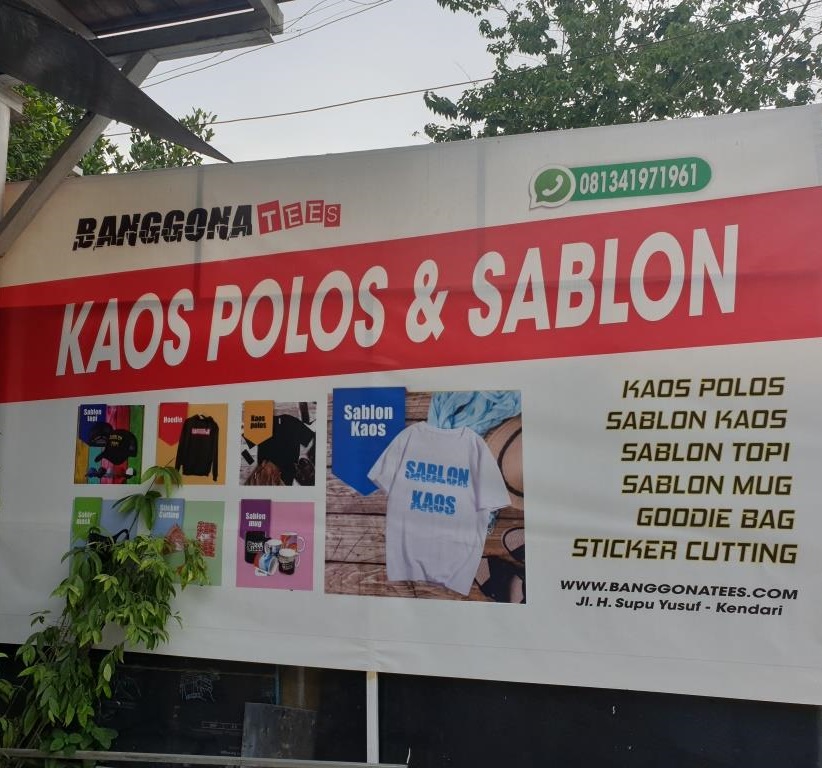 BANGGONA TEES
081341971961
KAOS POLOS & SABLON
Sablon
topi
Hoodie
Kaos
polos
Sablon
Kaos
SABLON
KAOS
Sablon
mask
Sticker
Cutting
Sablon
mug
KAOS POLOS
SABLON KAOS
SABLON TOPI
SABLON MUG
GOODIE BAG
STICKER CUTTING
WWW.BANGGONATEES.COM
Jl. H. Supu Yusuf - Kendari